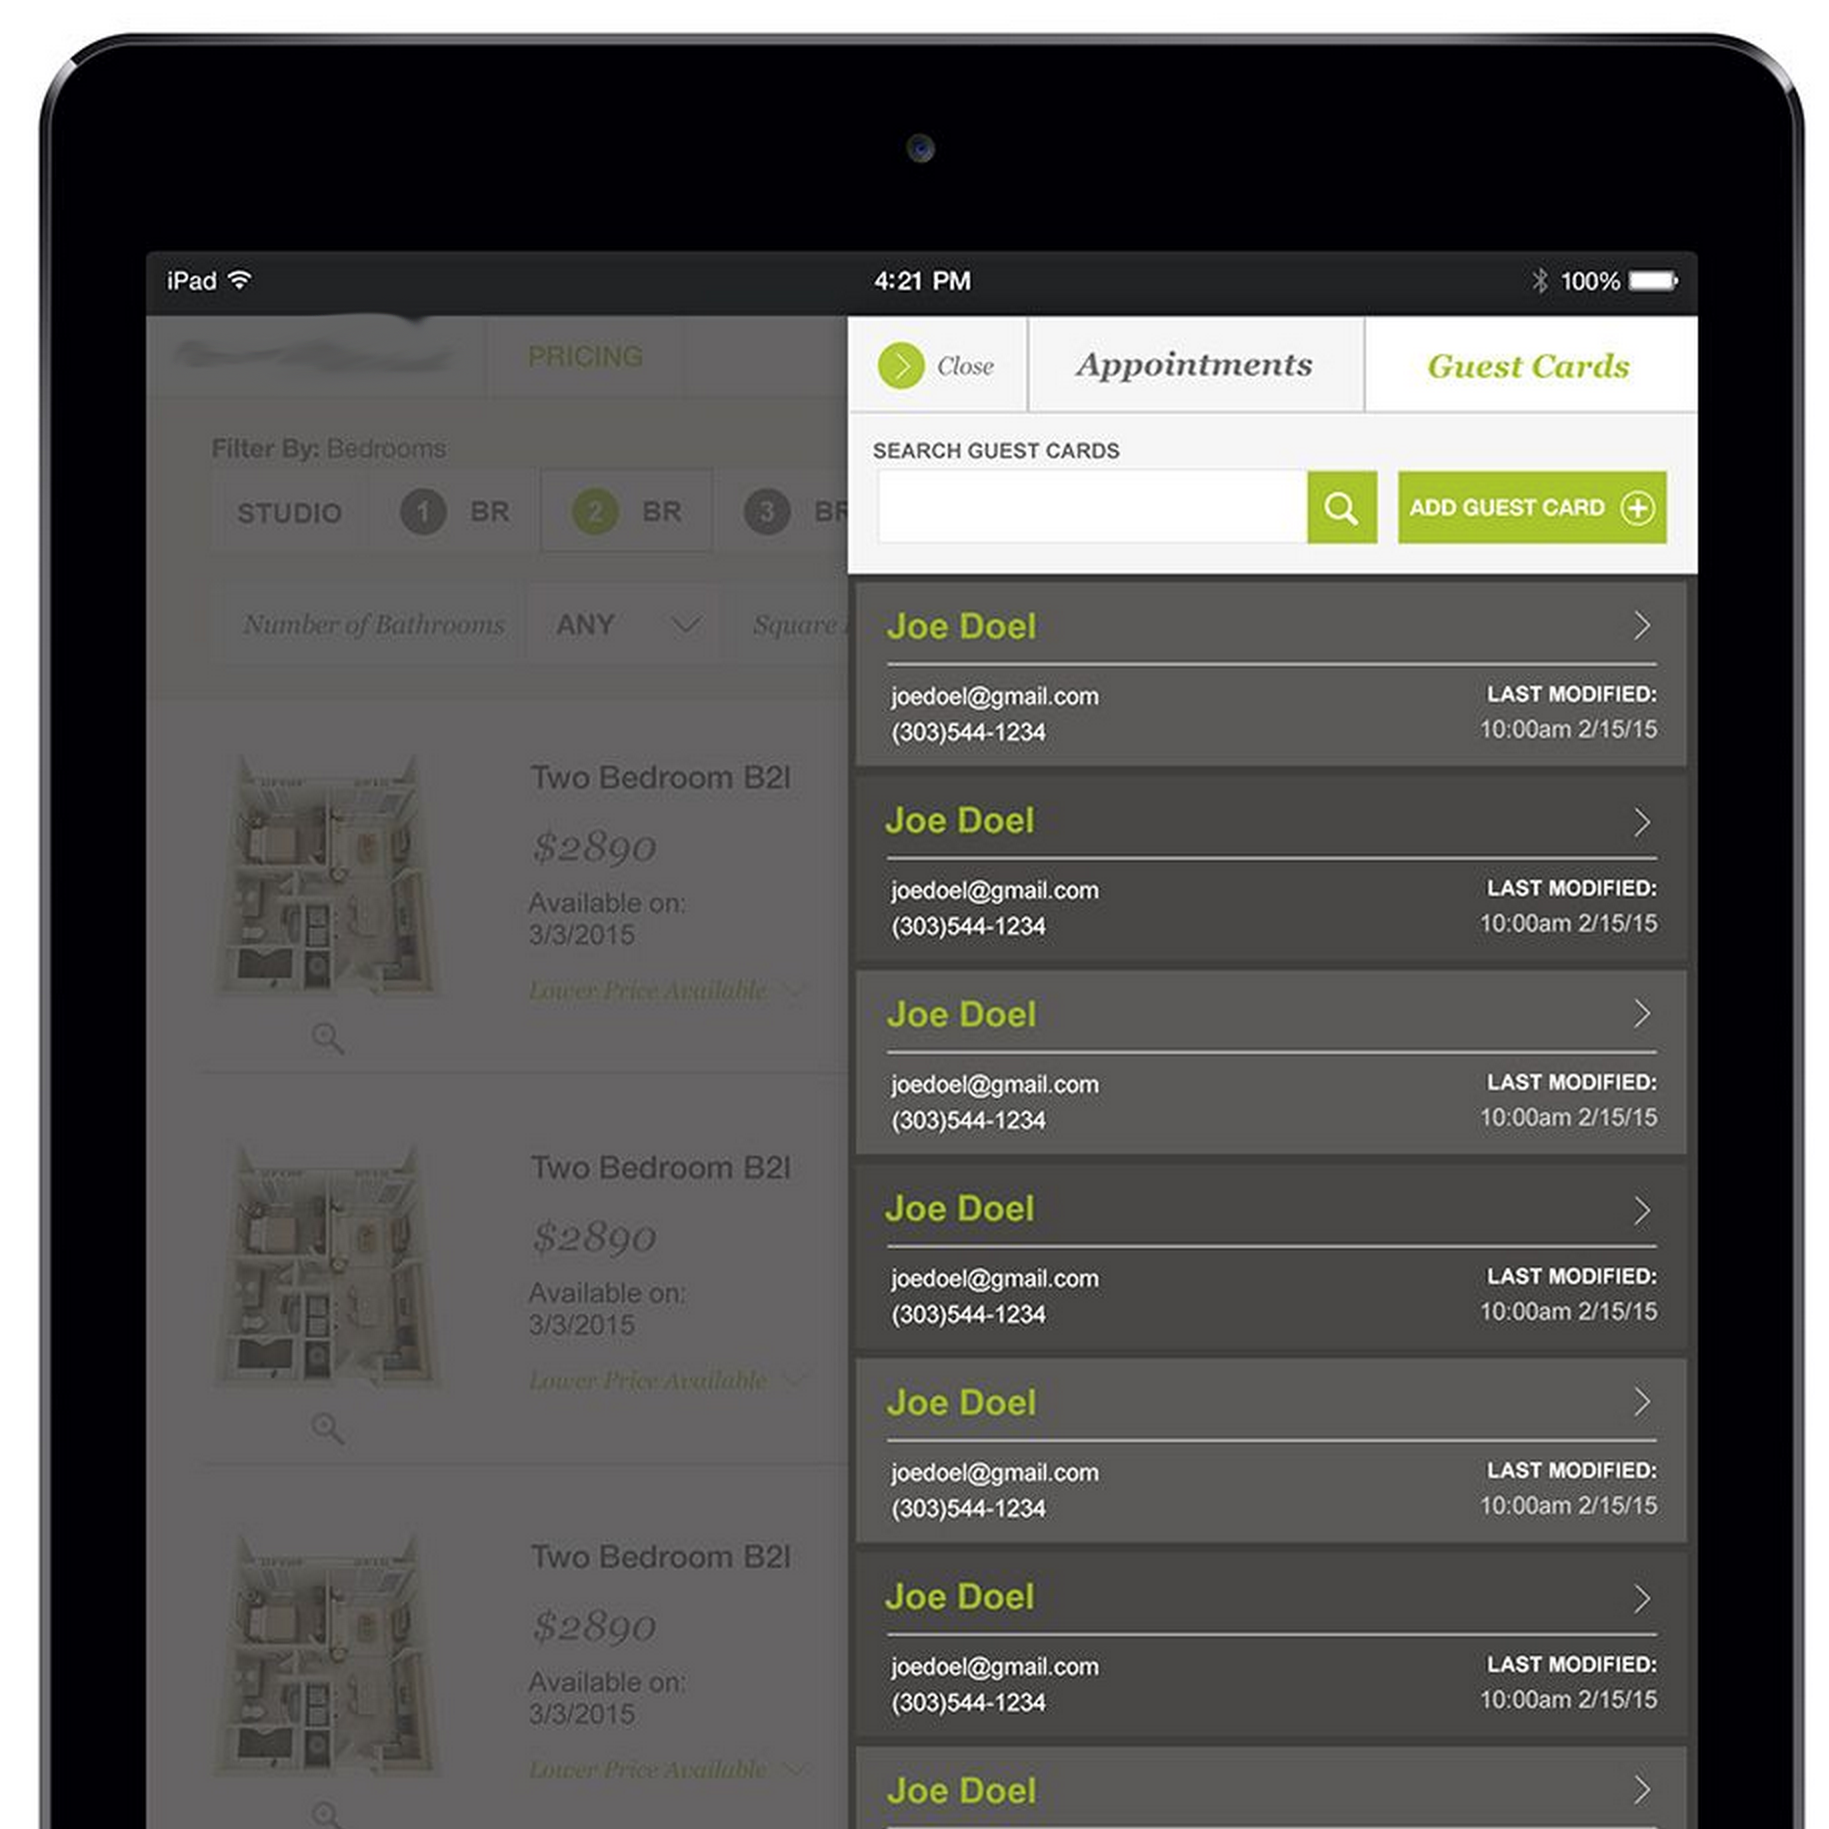 iPad
4:21 PM
100%
PRICING
Filter By: Bedrooms
STUDIO
1 BR
2 BR
3 BR
Number of Bathrooms
ANY
Square
Two Bedroom B2I
$2890
Available on:
3/3/2015
Lower Price Available
Two Bedroom B2I
$2890
Available on:
3/3/2015
Lower Price Available
Two Bedroom B2I
$2890
Available on:
3/3/2015
Lower Price Available
Close
Appointments
Guest Cards
SEARCH GUEST CARDS
ADD GUEST CARD
Joe Doel
joedoel@gmail.com
(303)544-1234
LAST MODIFIED:
10:00am 2/15/15
Joe Doel
joedoel@gmail.com
(303)544-1234
LAST MODIFIED:
10:00am 2/15/15
Joe Doel
joedoel@gmail.com
(303)544-1234
LAST MODIFIED:
10:00am 2/15/15
Joe Doel
joedoel@gmail.com
(303)544-1234
LAST MODIFIED:
10:00am 2/15/15
Joe Doel
joedoel@gmail.com
(303)544-1234
LAST MODIFIED:
10:00am 2/15/15
Joe Doel
joedoel@gmail.com
(303)544-1234
LAST MODIFIED:
10:00am 2/15/15
Joe Doel